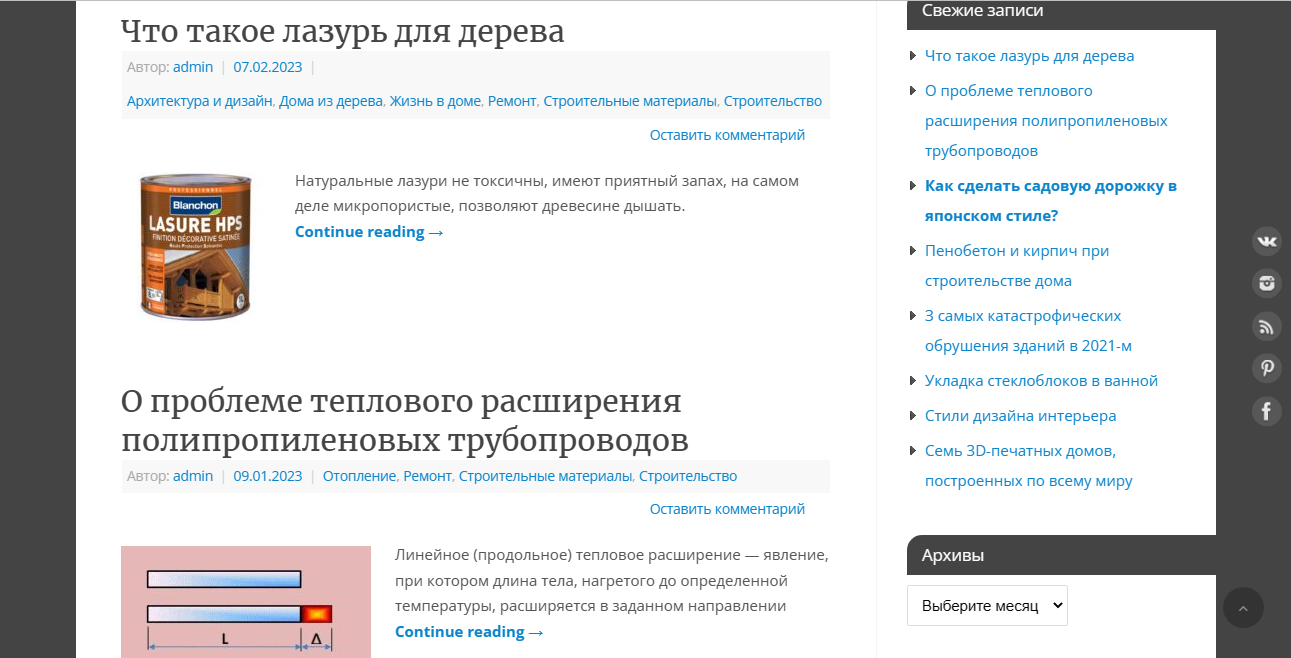 Что такое лазурь для дерева
Автор: admin | 07.02.2023 |
Архитектура и дизайн, Дома из дерева, Жизнь в доме, Ремонт, Строительные материалы, Строительство
Оставить комментарий
PROFESSIONNEL
Blanchon
LASURE HPS
FINITION DÉCORATIVE SATINÉE
Haute Protection Solvantée
Натуральные лазури не токсичны, имеют приятный запах, на самом
деле микропористые, позволяют древесине дышать.
Continue reading →
О проблеме теплового расширения
полипропиленовых трубопроводов
Автор: admin | 09.01.2023 | Отопление, Ремонт, Строительные материалы, Строительство
Оставить комментарий
L Δ
Линейное (продольное) тепловое расширение — явление,
при котором длина тела, нагретого до определенной
температуры, расширяется в заданном направлении
Continue reading →
Свежие записи
Что такое лазурь для дерева
О проблеме теплового
расширения полипропиленовых
трубопроводов
Как сделать садовую дорожку в
японском стиле?
Пенобетон и кирпич при
строительстве дома
3 самых катастрофических
обрушения зданий в 2021-м
Укладка стеклоблоков в ванной
Стили дизайна интерьера
Семь 3D-печатных домов,
построенных по всему миру
Архивы
Выберите месяц